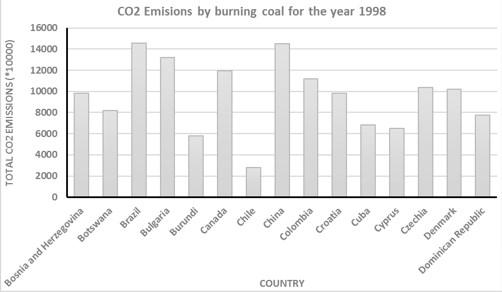 CO2 Emisions by burning coal for the year 1998
TOTAL CO2 EMISSIONS (*10000)
16000
14000
12000
10000
8000
6000
4000
2000
0
Bosnia and Herzegovina
Botswana
Brazil
Bulgaria
Burundi
Canada
Chile
China
Colombia
Croatia
Cuba
Cyprus
Czechia
Denmark
Dominican Republic
COUNTRY